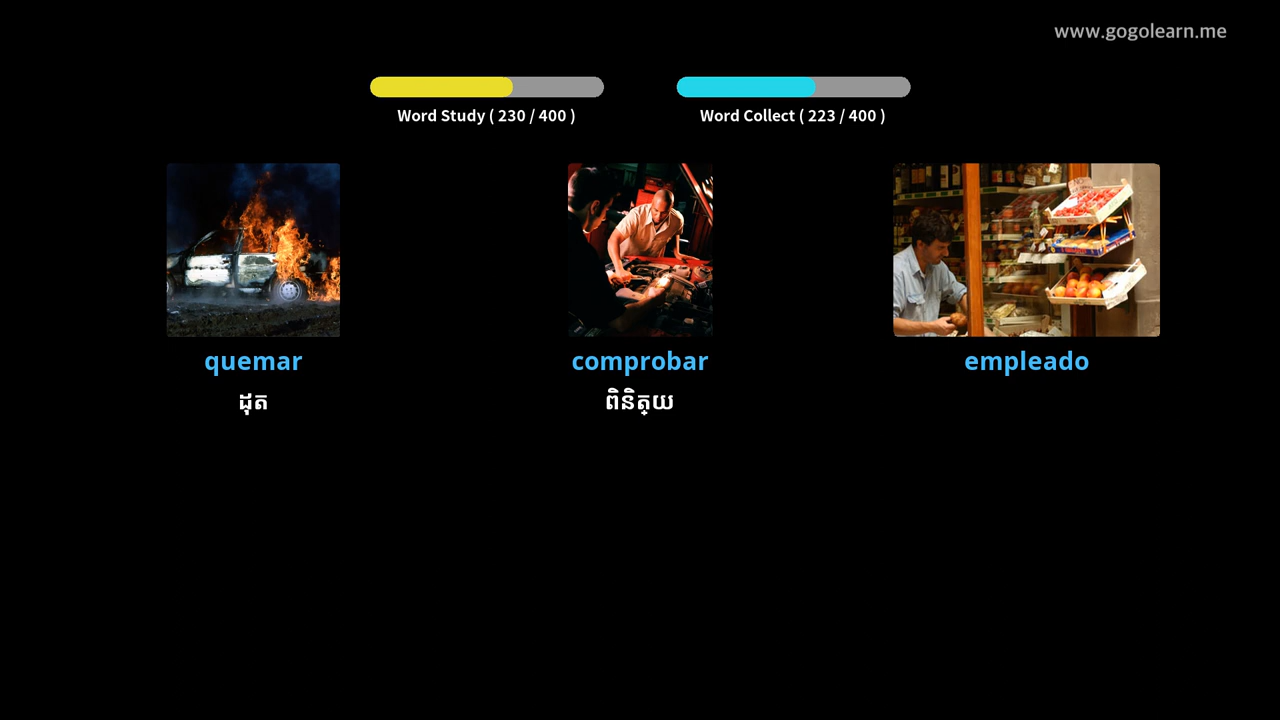 www.gogolearn.me
Word Study ( 230 / 400 )
Word Collect ( 223 / 400 )
quemar
comprobar
empleado
ដុត
ពិនិត្យ